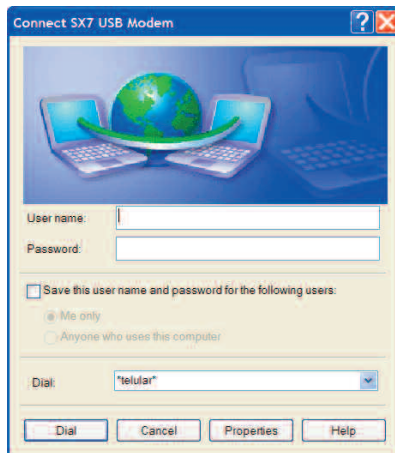 Connect SX7 USB Modem
User name:
Password:
Save this user name and password for the following users:
Me only
Anyone who uses this computer
Dial: "telular"
Dial Cancel Properties Help